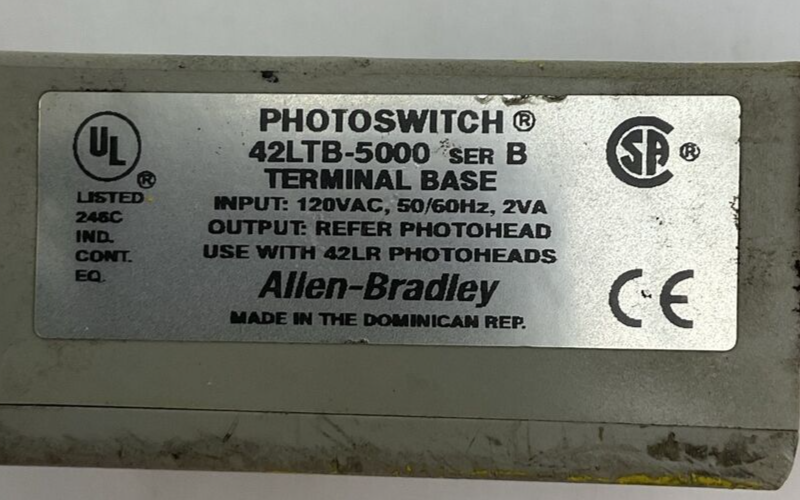 UL
®
LISTED
246C
IND.
CONT.
EQ.
PHOTOSWITCH ®
42LTB-5000 SER B
TERMINAL BASE
INPUT: 120VAC, 50/60Hz, 2VA
OUTPUT: REFER PHOTOHEAD
USE WITH 42LR PHOTOHEADS
Allen-Bradley
MADE IN THE DOMINICAN REP.
SA ®
CE